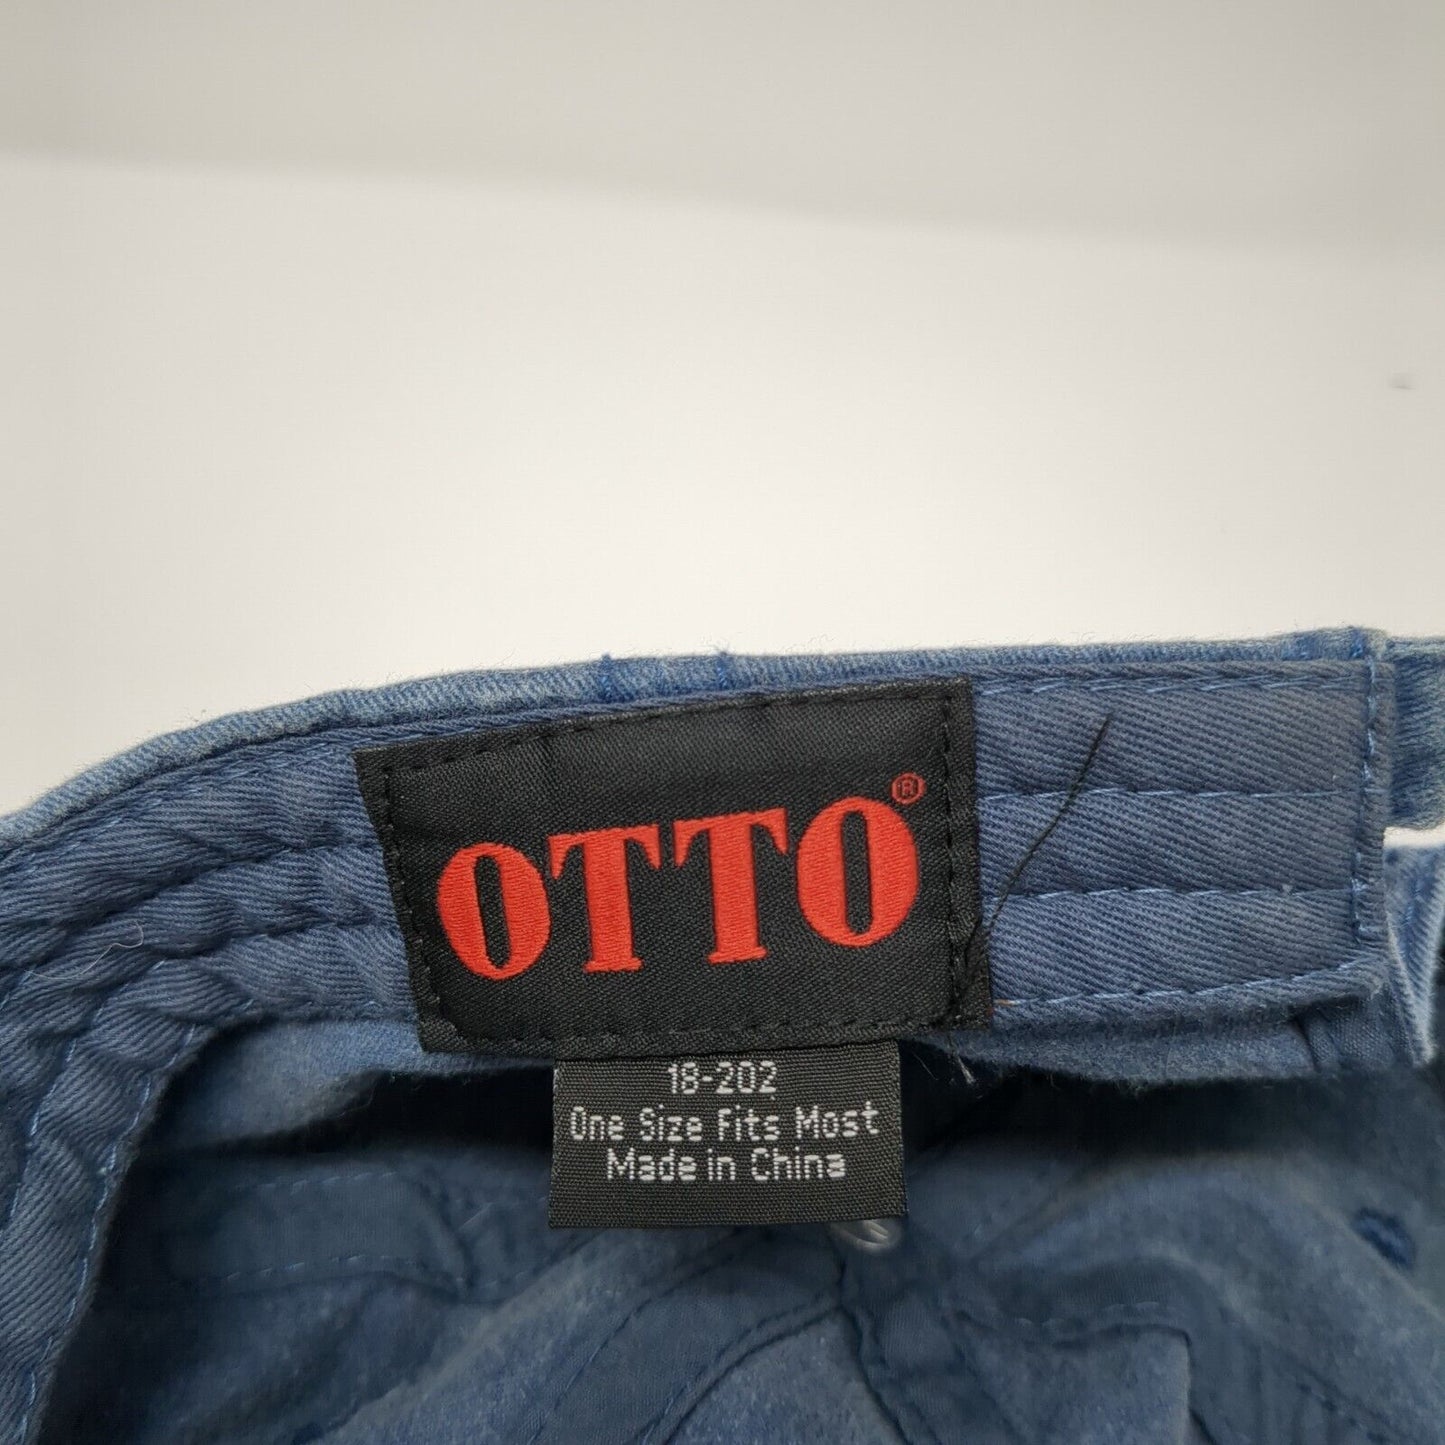 OTTO®
18-202
One Size Fits Most
Made in China